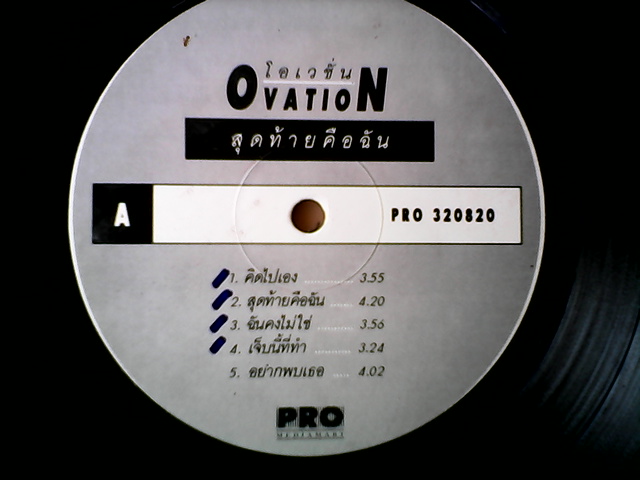 โอเวชั่น
OVATION
สุดท้ายคือฉัน
A
PRO 320820
1. คิดไปเอง .......... 3.55
2. สุดท้ายคือฉัน ...... 4.20
3. ฉันคงไม่ใช่ ......... 3.56
4. เจ็บนี้ที่ทำ .......... 3.24
5. อย่ากพบเธอ ..... 4.02
PRO
MEDIAMART